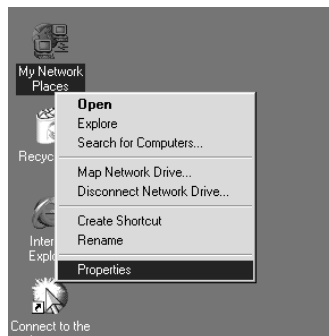 My Network
Places
Open
Explore
Search for Computers...
Map Network Drive...
Disconnect Network Drive...
Create Shortcut
Rename
Properties
Connect to the